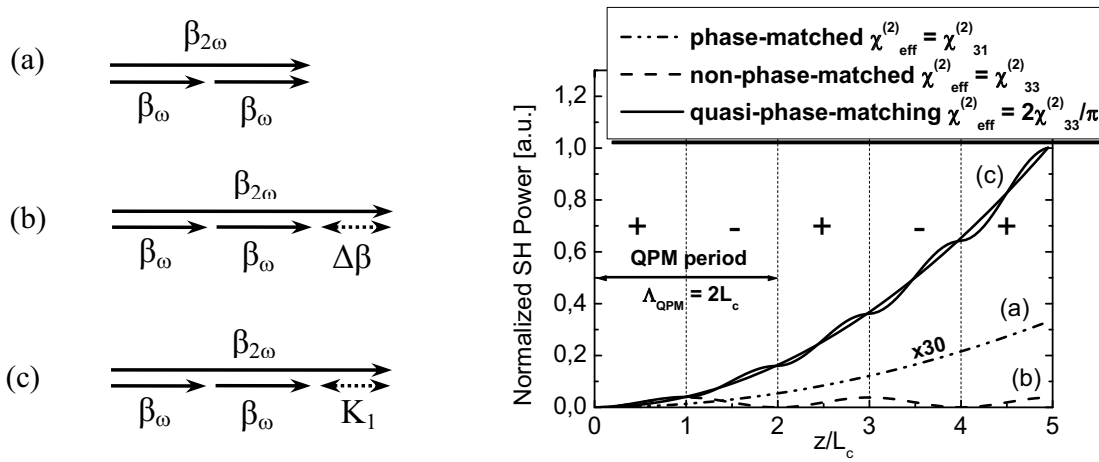 (a)
β2ω
βω βω
(b)
β2ω
βω βω Δβ
(c)
β2ω
βω βω K1
phase-matched χ(2)eff = χ(2)31
non-phase-matched χ(2)eff = χ(2)33
quasi-phase-matching χ(2)eff = 2χ(2)33/π
Normalized SH Power [a.u.]
1,2
1,0
0,8
0,6
0,4
0,2
0,0
(c)
+ - + - +
QPM period
ΛQPM = 2Lc
(a)
x30
(b)
0 1 2 3 4 5
z/Lc